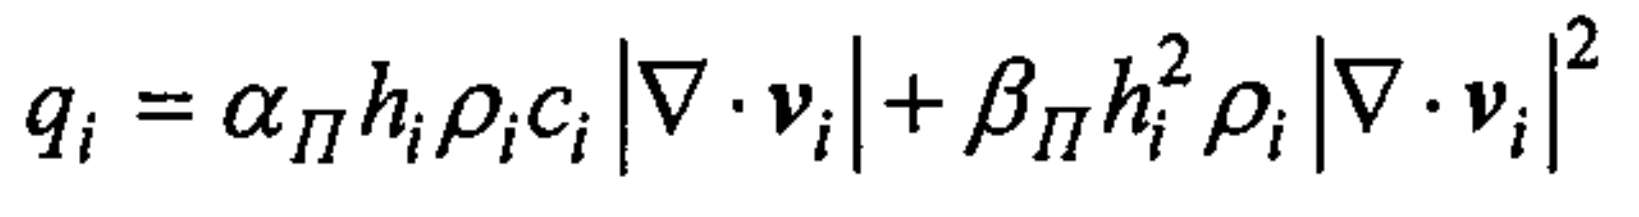 q_i = α_Π h_i ρ_i c_i |∇ · v_i| + β_Π h_i^2 ρ_i |∇ · v_i|^2